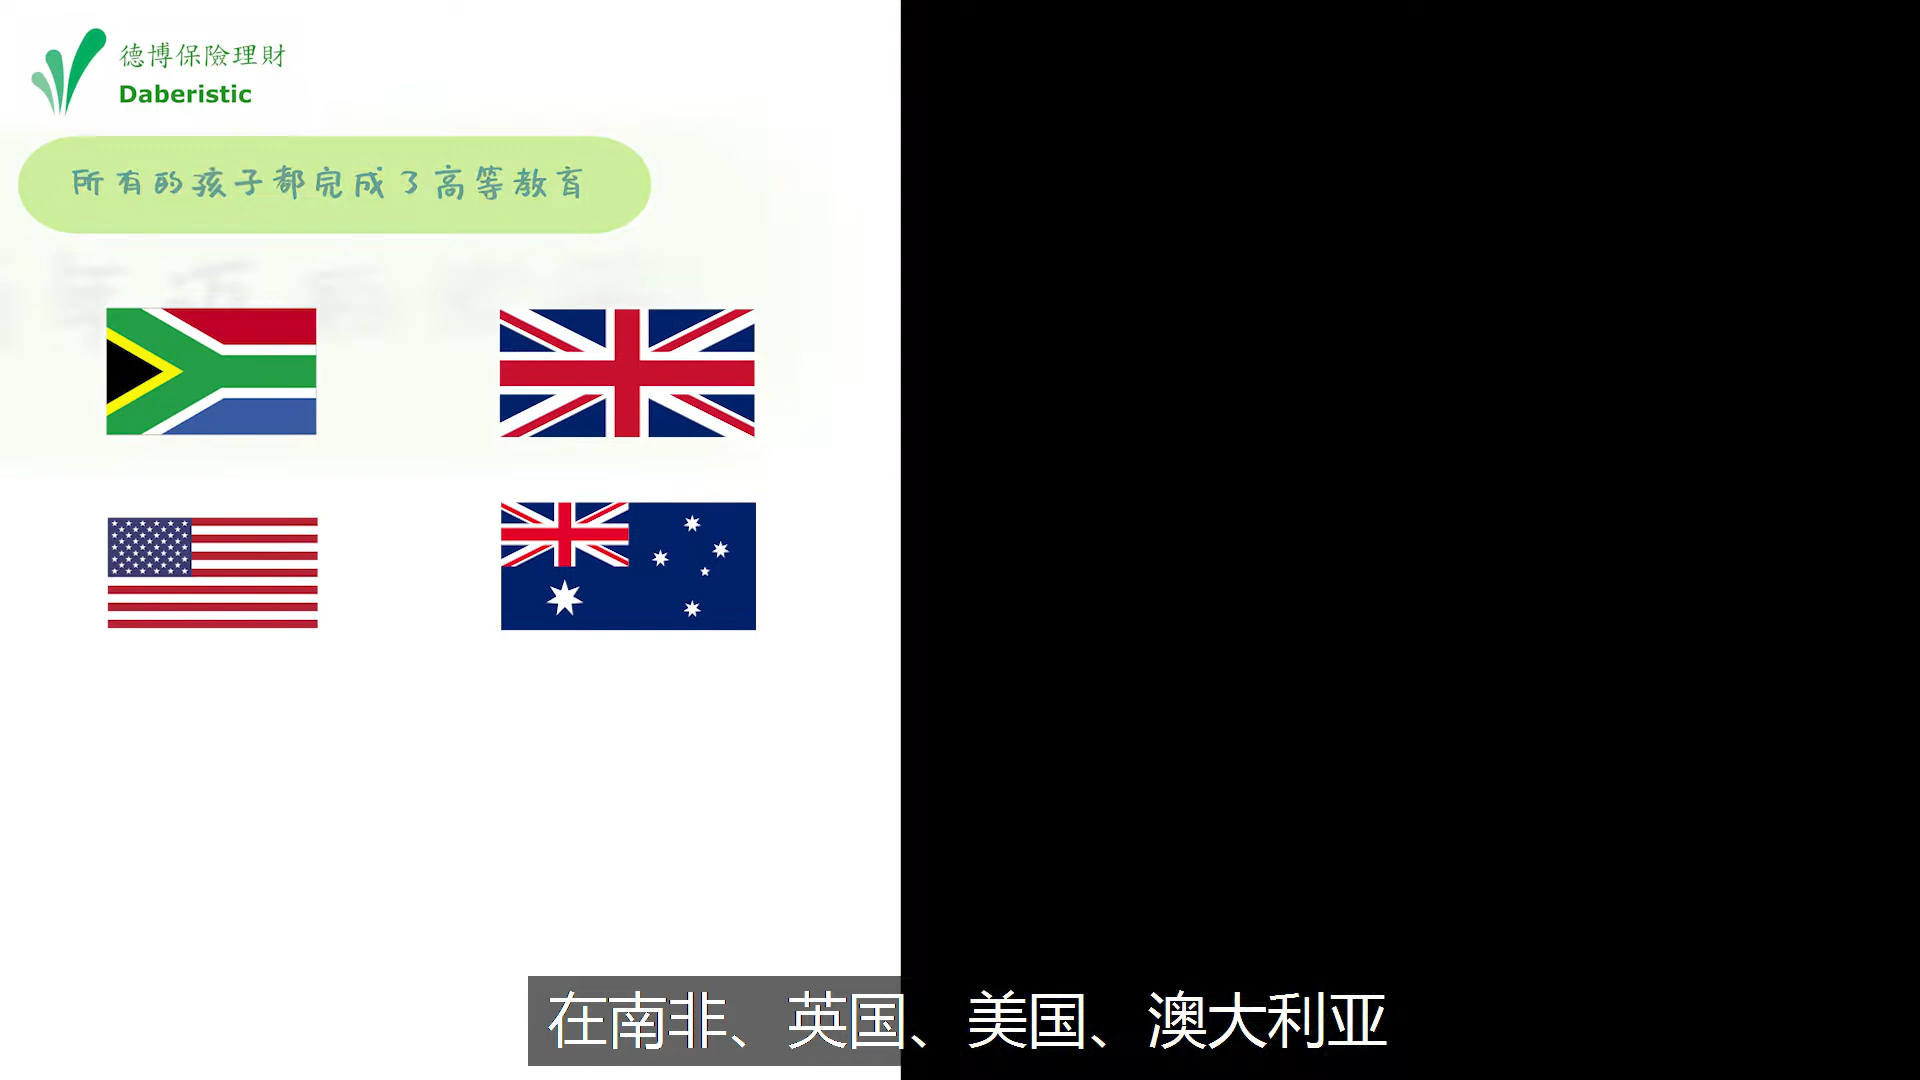 德博保險理財
Daberistic
所有的孩子都完成了高等教育
在南非、英国、美国、澳大利亚